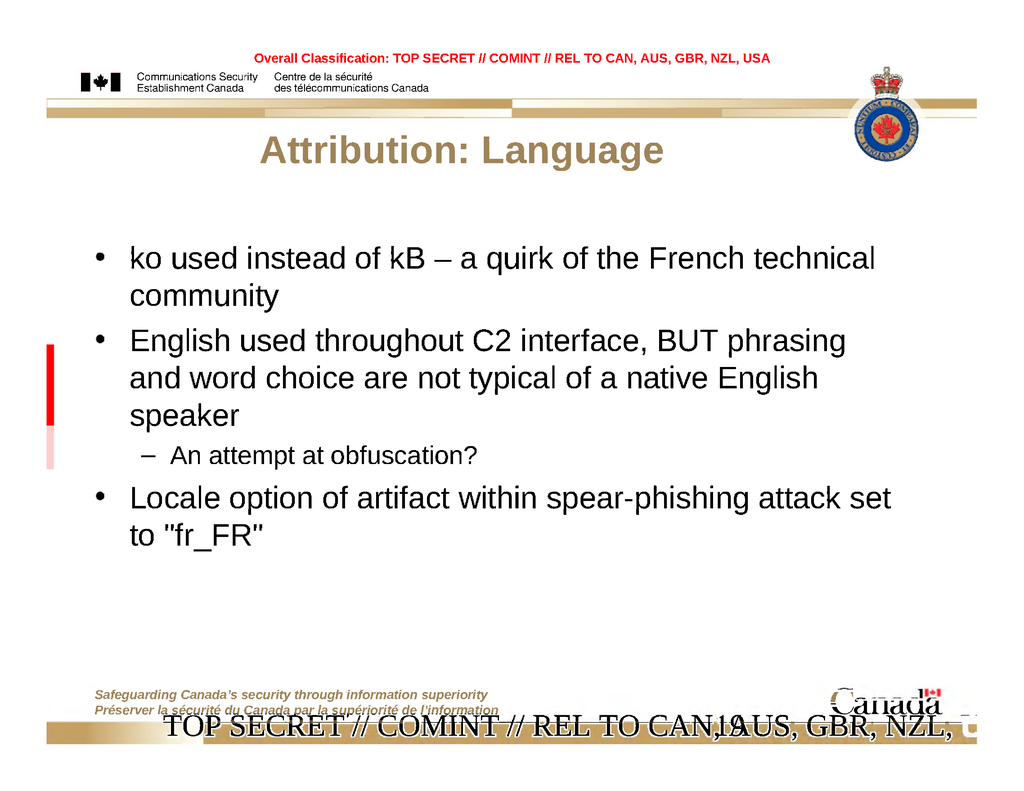 Overall Classification: TOP SECRET // COMINT // REL TO CAN, AUS, GBR, NZL, USA
Communications Security Centre de la sécurité
Establishment Canada des télécommunications Canada
Attribution: Language
• ko used instead of kB – a quirk of the French technical
community
• English used throughout C2 interface, BUT phrasing
and word choice are not typical of a native English
speaker
– An attempt at obfuscation?
• Locale option of artifact within spear-phishing attack set
to "fr_FR"
Safeguarding Canada's security through information superiority
Préserver la sécurité du Canada par la supériorité de l'information
Canada
TOP SECRET // COMINT // REL TO CAN, AUS, GBR, NZL,
19